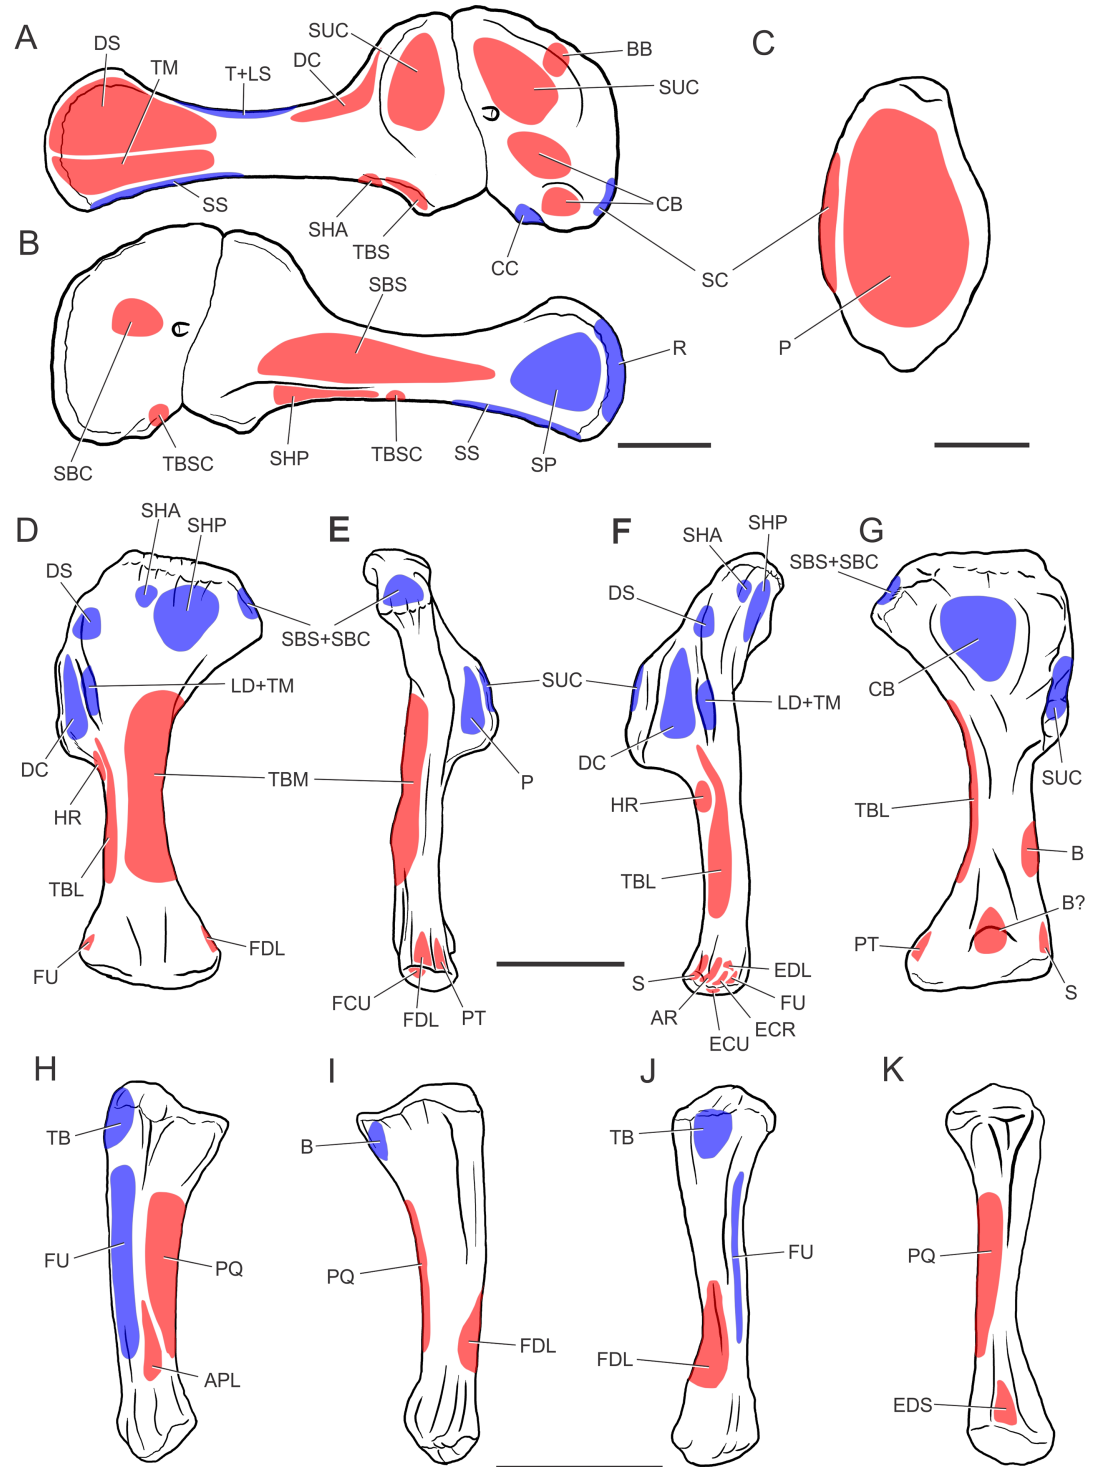 A
DS
TM
T+LS
DC
SUC
BB
SUC
C
SS
SHA
TBS
CC
CB
SC
P
B
SBS
R
SBC
TBSC
SHP
TBSC
SS
SP
D
SHA
SHP
DS
SBS+SBC
LD+TM
DC
HR
TBM
TBL
FU
FDL
E
SUC
P
FCU
FDL
PT
F
SHA
SHP
DS
LD+TM
DC
HR
TBL
S
AR
ECU
ECR
FU
EDL
G
SBS+SBC
CB
SUC
TBL
B
B?
PT
S
H
TB
FU
PQ
APL
I
B
PQ
FDL
J
TB
FU
FDL
K
PQ
EDS